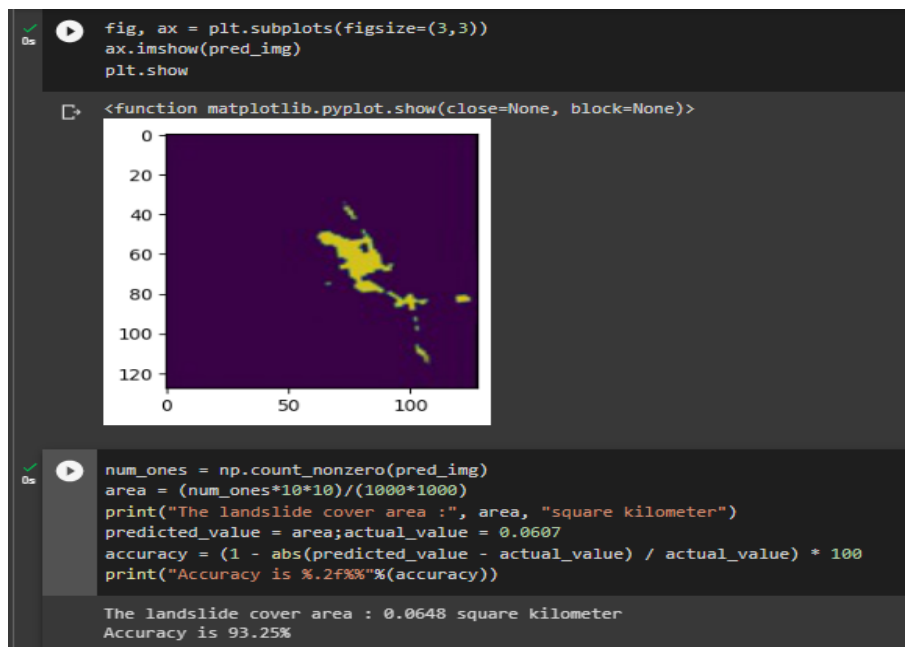 0s
fig, ax = plt.subplots(figsize=(3,3))
ax.imshow(pred_img)
plt.show
<function matplotlib.pyplot.show(close=None, block=None)>
0
20
40
60
80
100
120
0 50 100
0s
num_ones = np.count_nonzero(pred_img)
area = (num_ones*10*10)/(1000*1000)
print("The landslide cover area :", area, "square kilometer")
predicted_value = area;actual_value = 0.0607
accuracy = (1 - abs(predicted_value - actual_value) / actual_value) * 100
print("Accuracy is %.2f%%"%(accuracy))
The landslide cover area : 0.0648 square kilometer
Accuracy is 93.25%